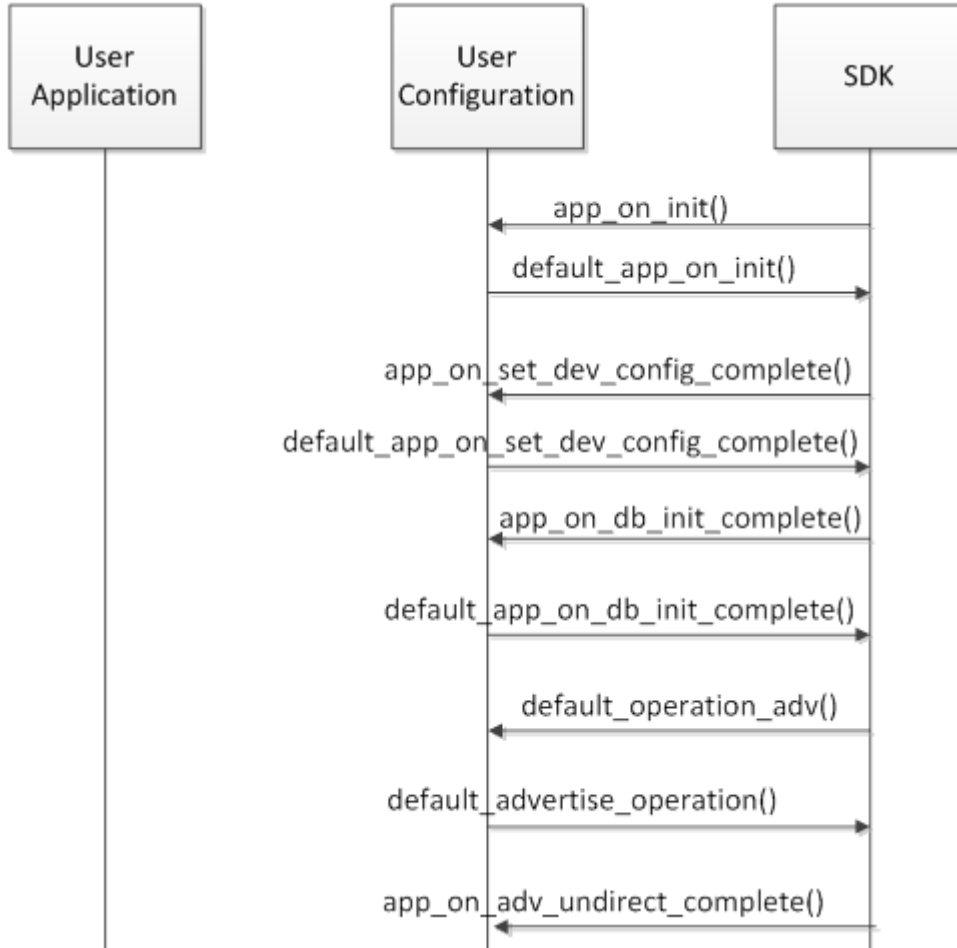 User
Application
User
Configuration
SDK
app_on_init()
default_app_on_init()
app_on_set_dev_config_complete()
default_app_on_set_dev_config_complete()
app_on_db_init_complete()
default_app_on_db_init_complete()
default_operation_adv()
default_advertise_operation()
app_on_adv_undirect_complete()